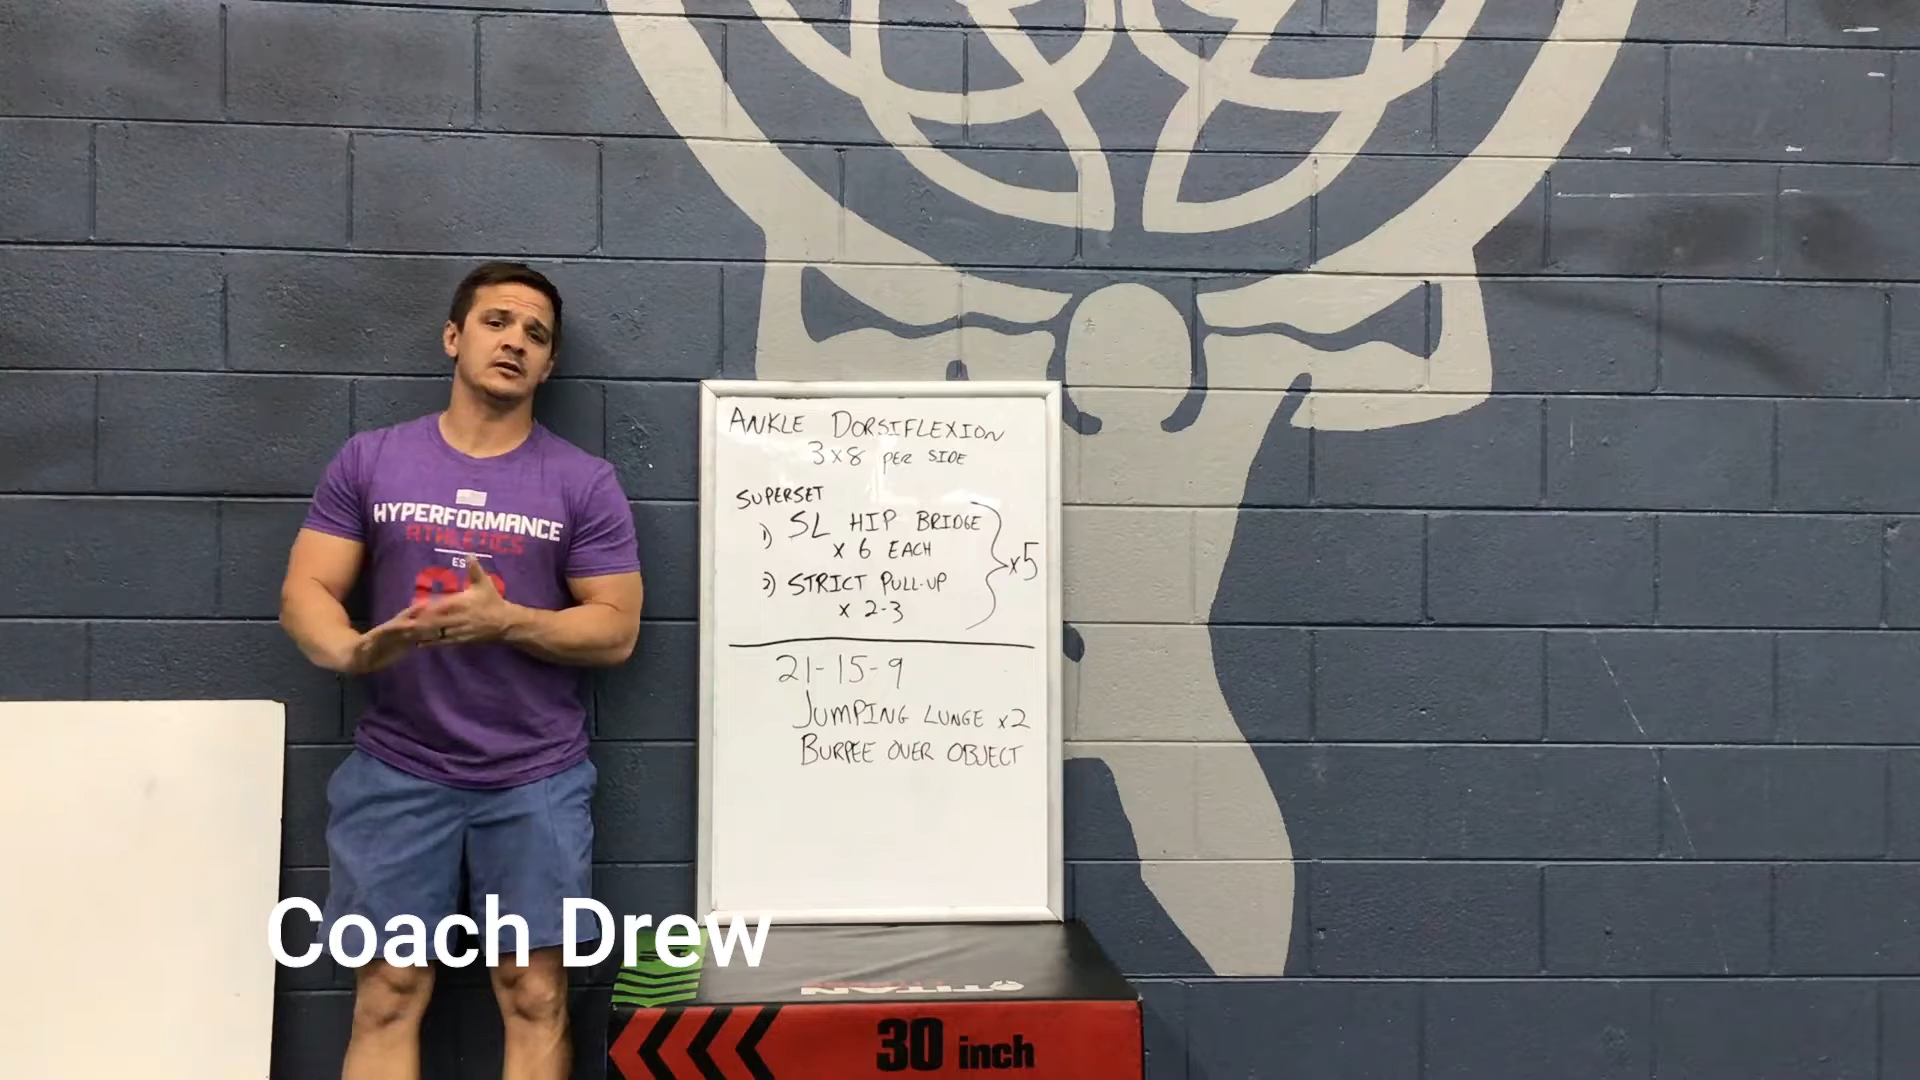 HYPERFORMANCE
ATHLETICS
ANKLE DORSIFLEXION
3x8 PER SIDE
SUPERSET
1) SL HIP BRIDGE
x 6 EACH
2) STRICT PULL-UP
x 2-3
x5
21-15-9
JUMPING LUNGE x2
BURPEE OVER OBJECT
Coach Drew
TITAN
30 inch